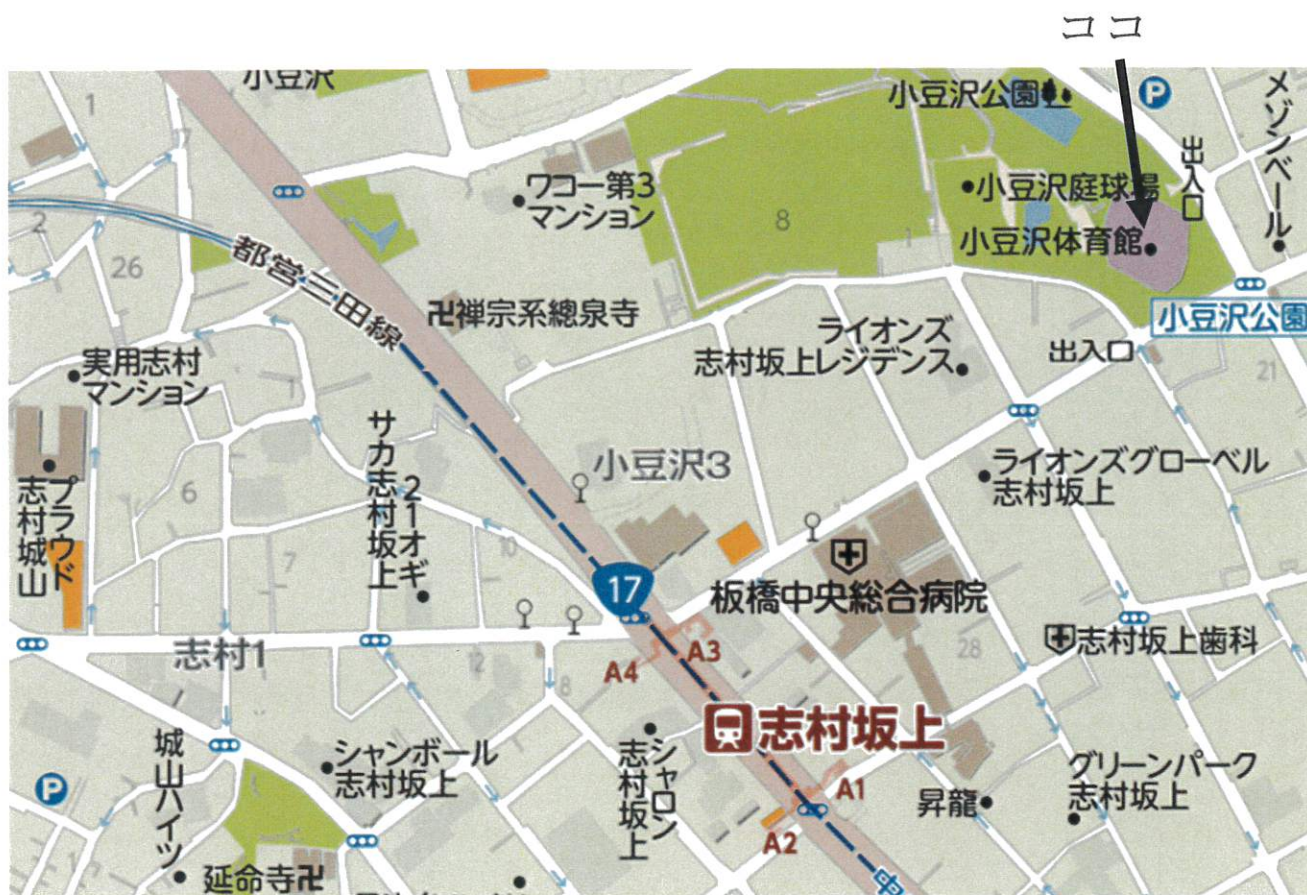 ココ
小豆沢
小豆沢公園
P
メゾンベール
1
17
出入口
ワコー第3
マンション
小豆沢庭球場
2
8
1
小豆沢体育館
26
都営三田線
卍禅宗系總泉寺
小豆沢公園
ライオンズ
志村坂上レジデンス
出入口
実用志村
マンション
1
21
サカ志村坂上
21オギ
小豆沢3
ライオンズグローベル
志村坂上
プラウド
志村城山
6
7
10
17
板橋中央総合病院
志村1
12
8
A4
A3
28
志村坂上歯科
志村坂上
城山ハイツ
シャンボール
志村坂上
シャロン
志村坂上
A1
A2
昇龍
グリーンパーク
志村坂上
P
延命寺卍
17